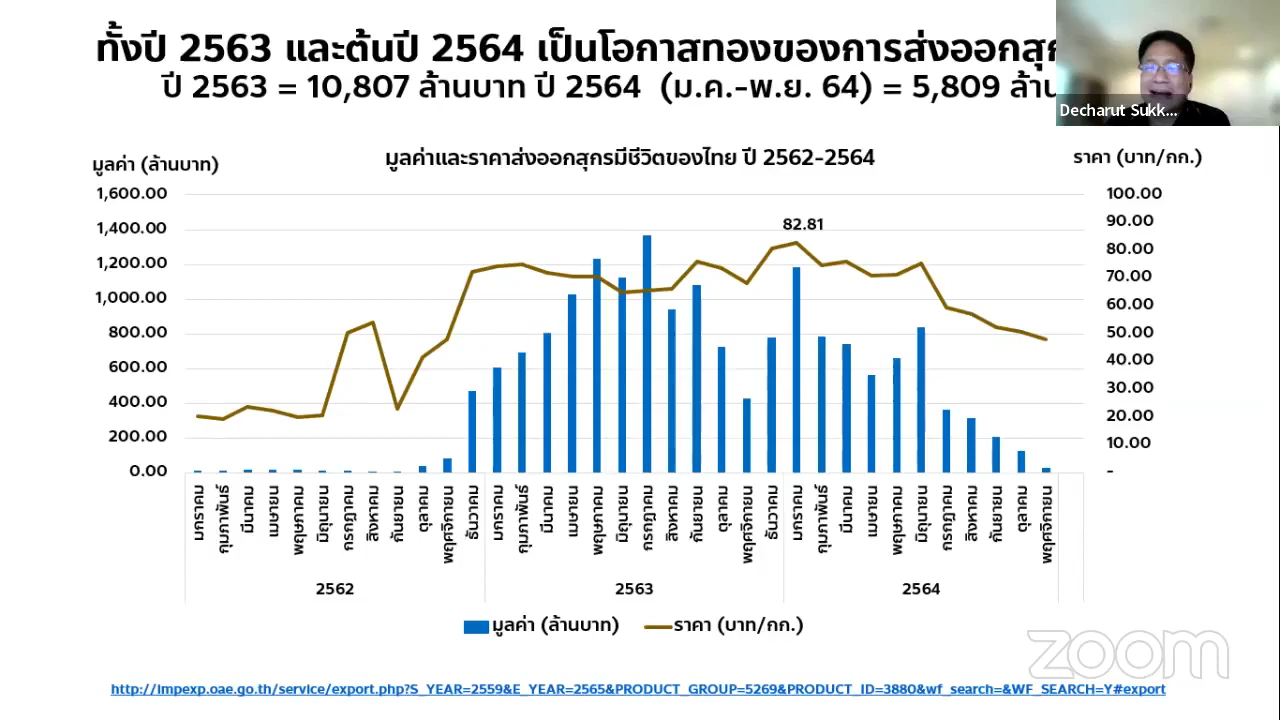 ทั้งปี 2563 และต้นปี 2564 เป็นโอกาสทองของการส่งออกสุก
ปี 2563 = 10,807 ล้านบาท ปี 2564 (ม.ค.-พ.ย. 64) = 5,809 ล้าน
Decharut Sukk...
มูลค่า (ล้านบาท)
มูลค่าและราคาส่งออกสุกรมีชีวิตของไทย ปี 2562-2564
ราคา (บาท/กก.)
1,600.00
1,400.00
1,200.00
1,000.00
800.00
600.00
400.00
200.00
0.00
82.81
100.00
90.00
80.00
70.00
60.00
50.00
40.00
30.00
20.00
10.00
-
มกราคม
กุมภาพันธ์
มีนาคม
เมษายน
พฤษภาคม
มิถุนายน
กรกฎาคม
สิงหาคม
กันยายน
ตุลาคม
พฤศจิกายน
ธันวาคม
มกราคม
กุมภาพันธ์
มีนาคม
เมษายน
พฤษภาคม
มิถุนายน
กรกฎาคม
สิงหาคม
กันยายน
ตุลาคม
พฤศจิกายน
ธันวาคม
มกราคม
กุมภาพันธ์
มีนาคม
เมษายน
พฤษภาคม
มิถุนายน
กรกฎาคม
สิงหาคม
กันยายน
ตุลาคม
พฤศจิกายน
2562
2563
2564
มูลค่า (ล้านบาท)
ราคา (บาท/กก.)
zoom
http://impexp.oae.go.th/service/export.php?S_YEAR=2559&E_YEAR=2565&PRODUCT_GROUP=5269&PRODUCT_ID=3880&wf_search=&WF_SEARCH=Y#export